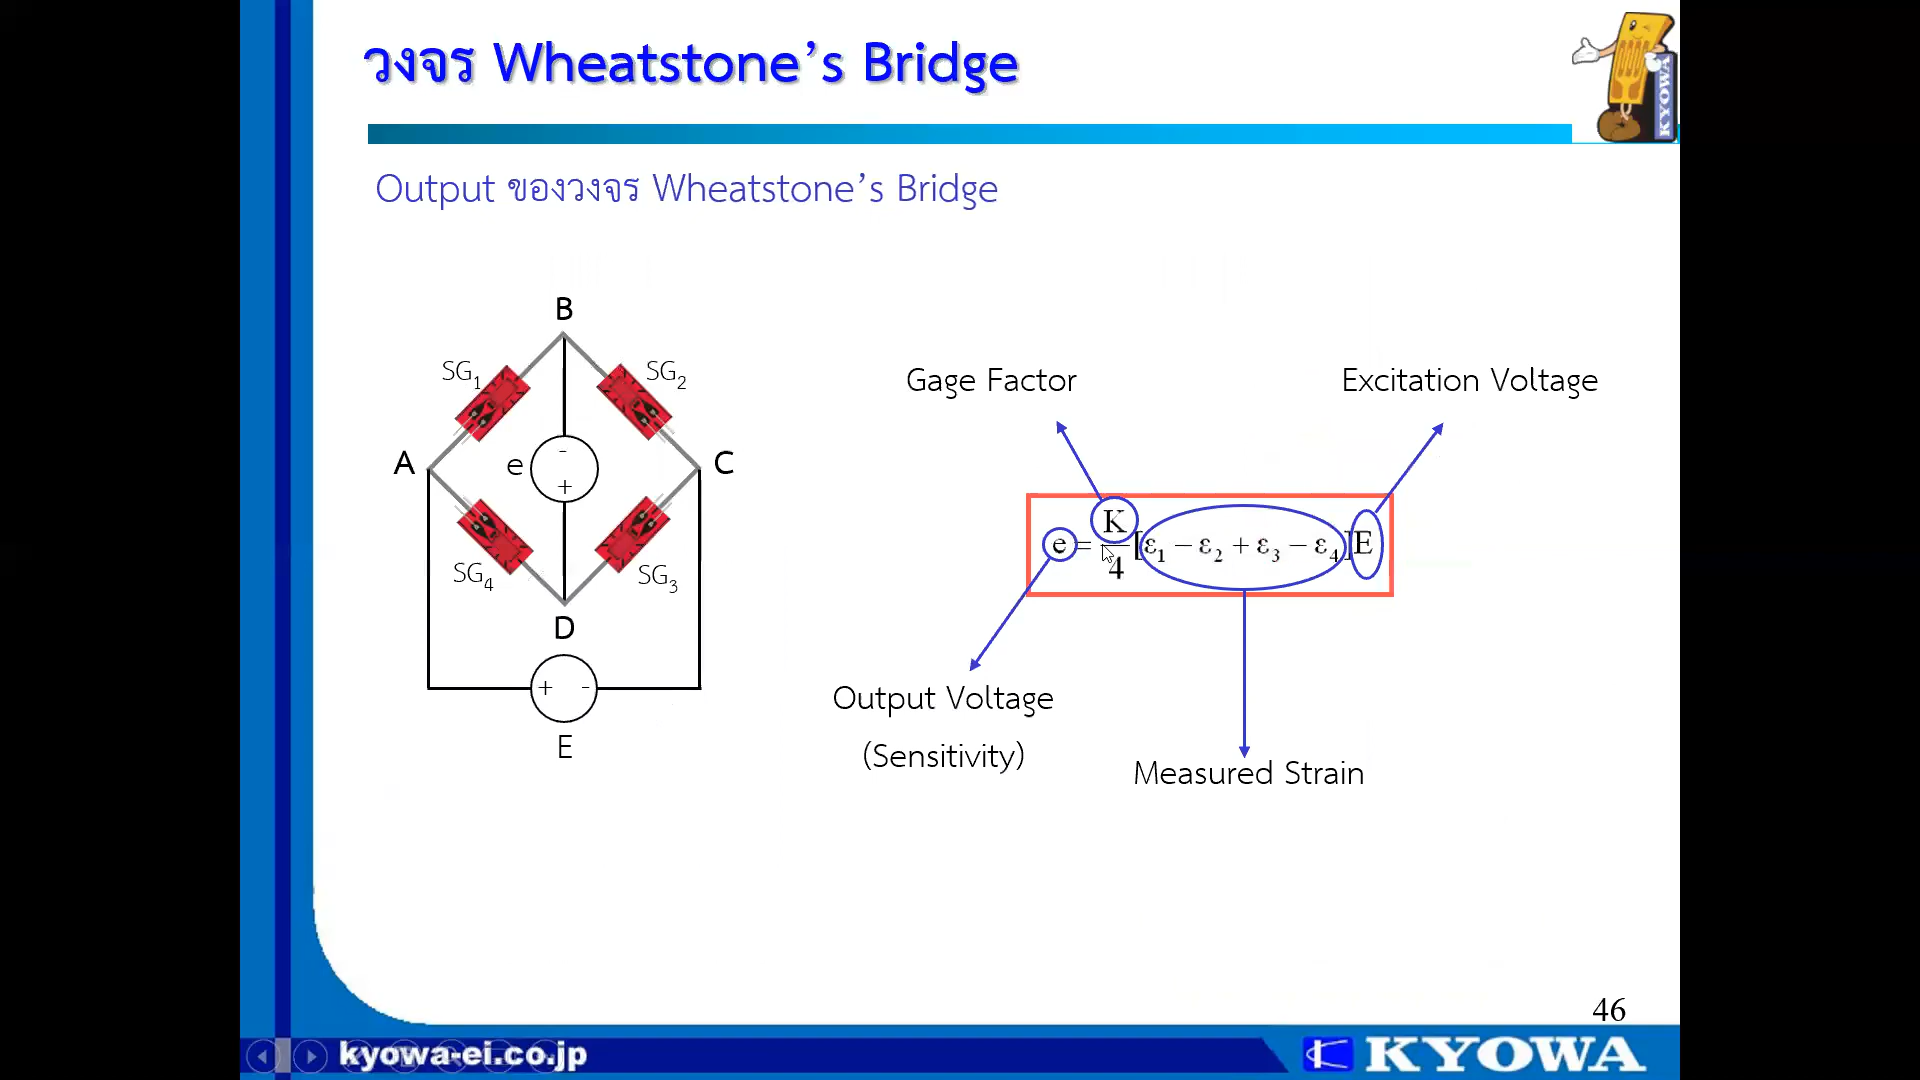 วงจร Wheatstone’s Bridge
KYOWA
Output ของวงจร Wheatstone’s Bridge
B
SG1
SG2
A
e
-
+
C
SG4
SG3
D
+ -
E
Gage Factor
Excitation Voltage
e = K/4 [ε1 − ε2 + ε3 − ε4]E
Output Voltage
(Sensitivity)
Measured Strain
46
kyowa-ei.co.jp
KYOWA